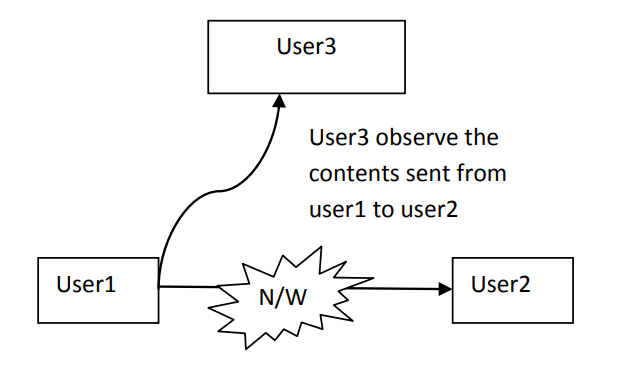 User3
User3 observe the
contents sent from
user1 to user2
User1
N/W
User2